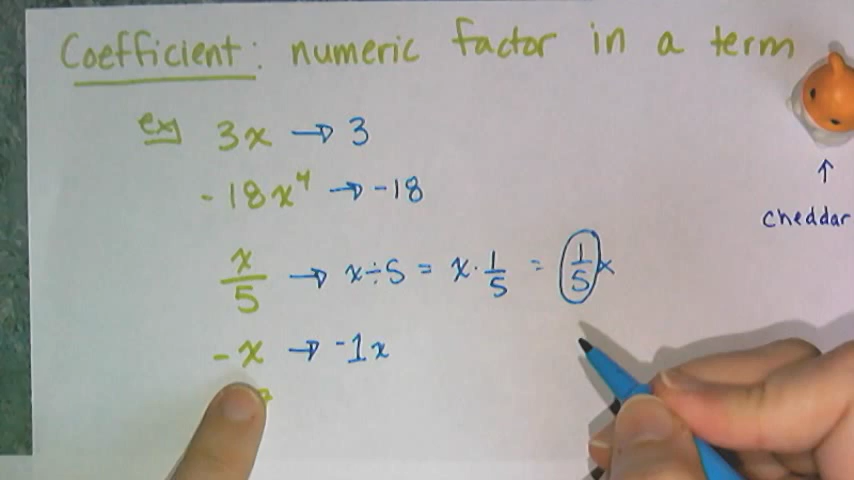 Coefficient: numeric factor in a term
ex) 3x → 3
-18x⁴ → -18
x/5 → x÷5 = x·1/5 = 1/5x
-x → -1x
↑
cheddar